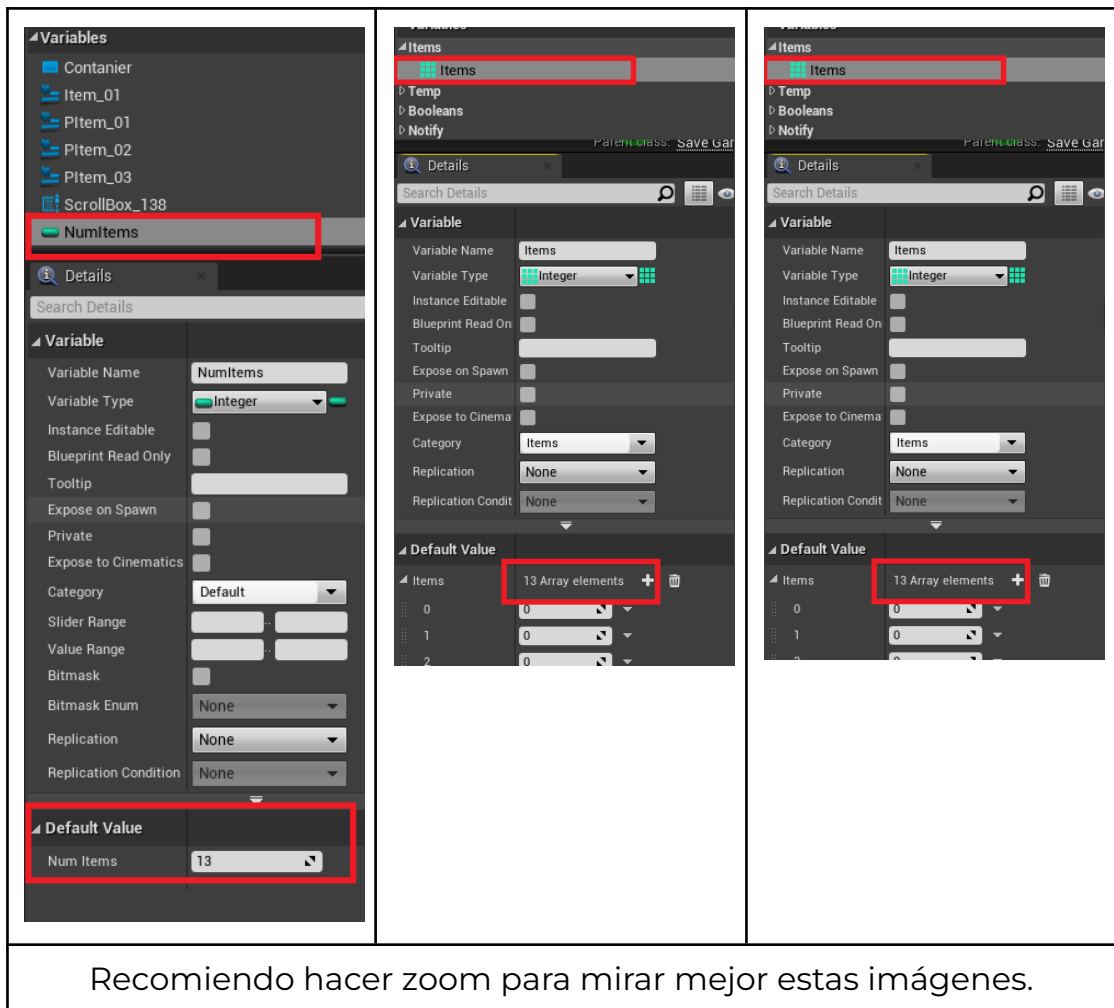 Variables
Contanier
Item_01
PItem_01
PItem_02
PItem_03
ScrollBox_138
NumItems
Details
Search Details
Variable
Variable Name NumItems
Variable Type Integer
Instance Editable
Blueprint Read Only
Tooltip
Expose on Spawn
Private
Expose to Cinematics
Category Default
Slider Range
Value Range
Bitmask
Bitmask Enum None
Replication None
Replication Condition None
Default Value
Num Items 13
Items
Items
Temp
Booleans
Notify
Parent class: Save Gar
Details
Search Details
Variable
Variable Name Items
Variable Type Integer
Instance Editable
Blueprint Read On
Tooltip
Expose on Spawn
Private
Expose to Cinema
Category Items
Replication None
Replication Condit None
Default Value
Items 13 Array elements
0 0
1 0
2 0
Items
Items
Temp
Booleans
Notify
Parent class: Save Gar
Details
Search Details
Variable
Variable Name Items
Variable Type Integer
Instance Editable
Blueprint Read On
Tooltip
Expose on Spawn
Private
Expose to Cinema
Category Items
Replication None
Replication Condit None
Default Value
Items 13 Array elements
0 0
1 0
Recomiendo hacer zoom para mirar mejor estas imágenes.